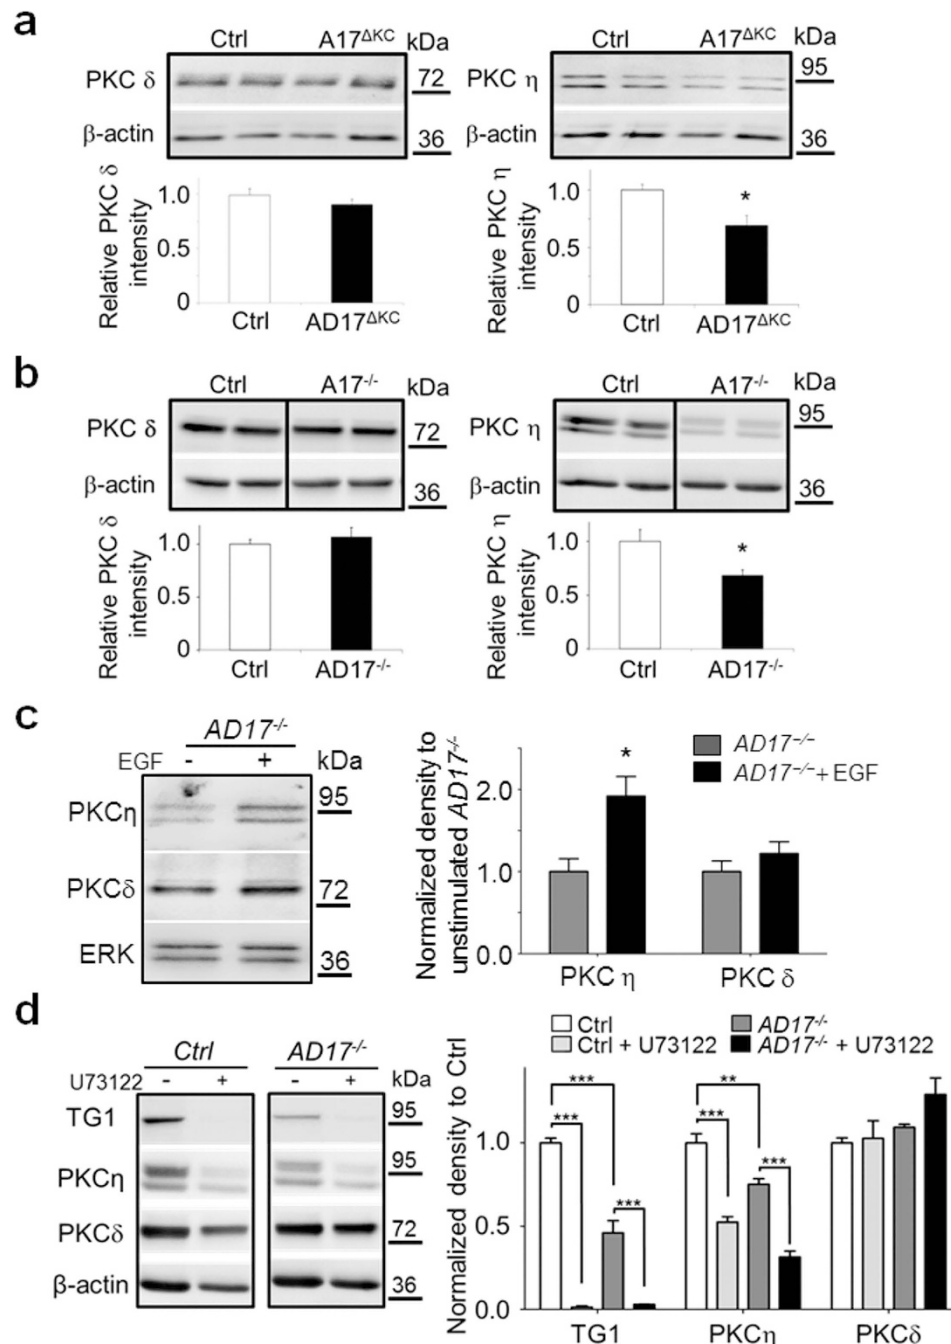 a
Ctrl A17ΔKC kDa
PKC δ 72
β-actin 36
Relative PKC δ
intensity
1.0
0.5
0
Ctrl AD17ΔKC
Ctrl A17ΔKC kDa
PKC η 95
β-actin 36
Relative PKC η
intensity
1.0
0.5
0
*
Ctrl AD17ΔKC
b
Ctrl A17-/- kDa
PKC δ 72
β-actin 36
Relative PKC δ
intensity
1.0
0.5
0
Ctrl AD17-/-
Ctrl A17-/- kDa
PKC η 95
β-actin 36
Relative PKC η
intensity
1.0
0.5
0
*
Ctrl AD17-/-
c
AD17-/-
EGF - + kDa
PKCη 95
PKCδ 72
ERK 36
Normalized density to
unstimulated AD17-/-
2.0
1.0
0.0
*
AD17-/-
AD17-/- + EGF
PKC η PKC δ
d
Ctrl AD17-/-
U73122 - + - + kDa
TG1 95
PKCη 95
PKCδ 72
β-actin 36
Normalized density to Ctrl
Ctrl AD17-/-
Ctrl + U73122 AD17-/- + U73122
1.0
0.5
0.0
*** **
*** *** ***
***
TG1 PKCη PKCδ